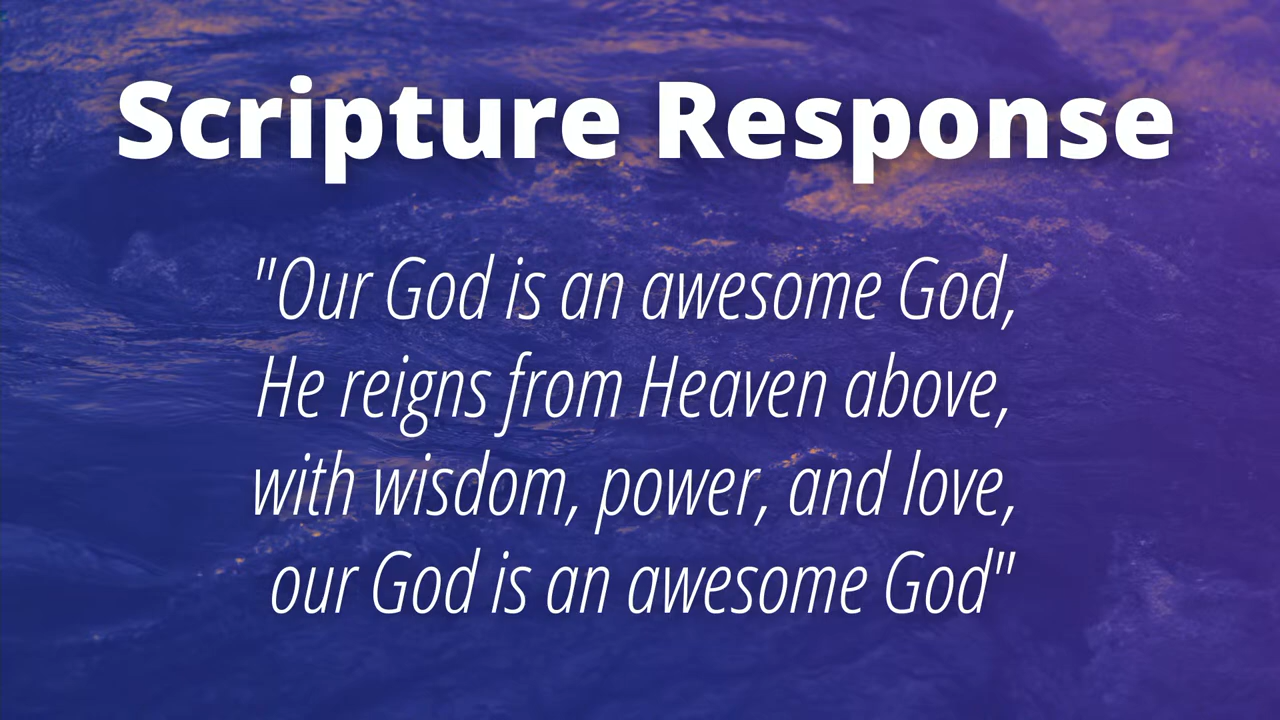 Scripture Response
"Our God is an awesome God,
He reigns from Heaven above,
with wisdom, power, and love,
our God is an awesome God"